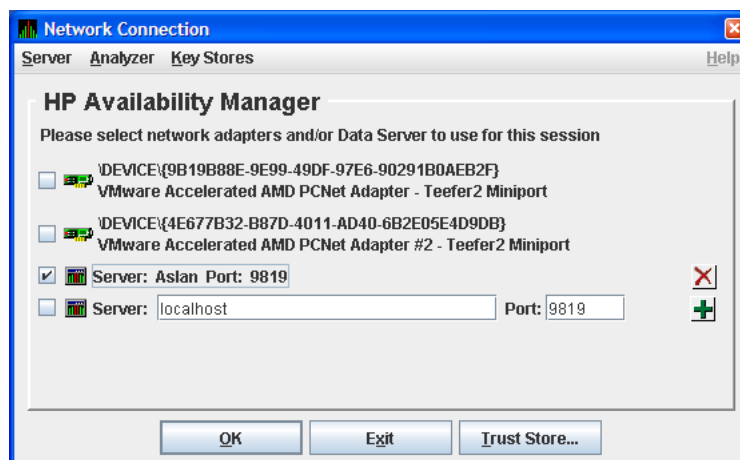 Network Connection
Server Analyzer Key Stores Help
HP Availability Manager
Please select network adapters and/or Data Server to use for this session
\DEVICE\{9B19B88E-9E99-49DF-97E6-90291B0AEB2F}
VMware Accelerated AMD PCNet Adapter - Teefer2 Miniport
\DEVICE\{4E677B32-B87D-4011-AD40-6B2E05E4D9DB}
VMware Accelerated AMD PCNet Adapter #2 - Teefer2 Miniport
Server: Aslan Port: 9819
Server: localhost Port: 9819
OK Exit Trust Store...